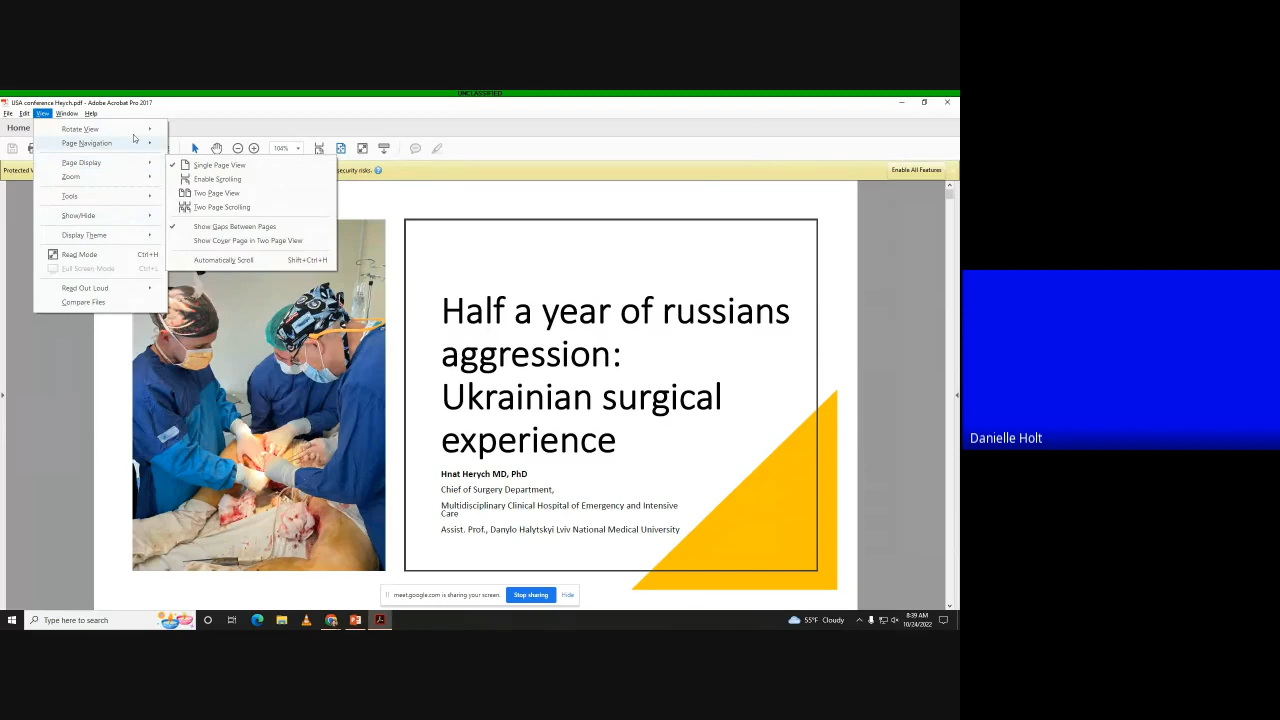 UNCLASSIFIED
USA conference Heych.pdf - Adobe Acrobat Pro 2017
File Edit View Window Help
Home
Rotate View
Page Navigation
Page Display
Zoom
Tools
Show/Hide
Display Theme
Read Mode Ctrl+H
Full Screen Mode Ctrl+L
Read Out Loud
Compare Files
104%
Single Page View
Enable Scrolling
Two Page View
Two Page Scrolling
Show Gaps Between Pages
Show Cover Page in Two Page View
Automatically Scroll Shift+Ctrl+H
Protected V
security risks.
Enable All Features
Half a year of russians
aggression:
Ukrainian surgical
experience
Hnat Herych MD, PhD
Chief of Surgery Department,
Multidisciplinary Clinical Hospital of Emergency and Intensive
Care
Assist. Prof., Danylo Halytskyi Lviv National Medical University
Danielle Holt
meet.google.com is sharing your screen.
Stop sharing
Hide
Type here to search
55°F Cloudy
8:39 AM
10/24/2022